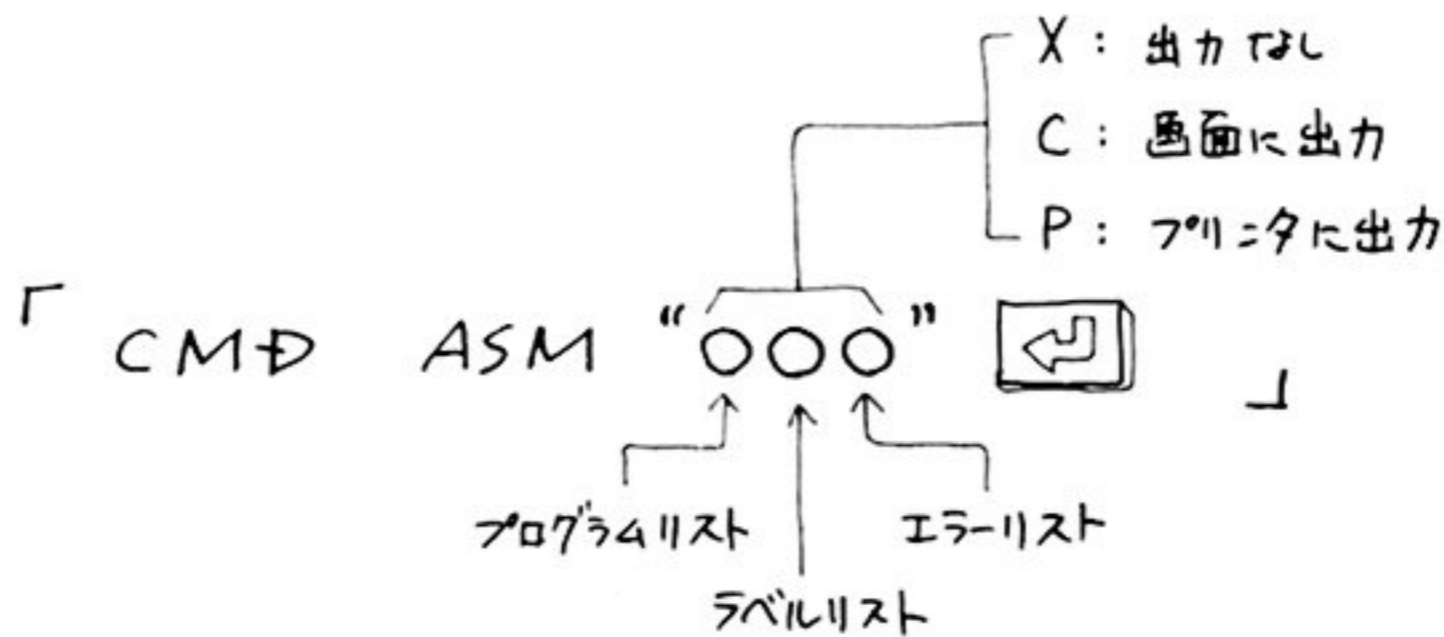 X : 出力なし
C : 画面に出力
P : プリンタに出力
「 CMD ASM "○○○" 」
プログラムリスト
エラーリスト
ラベルリスト